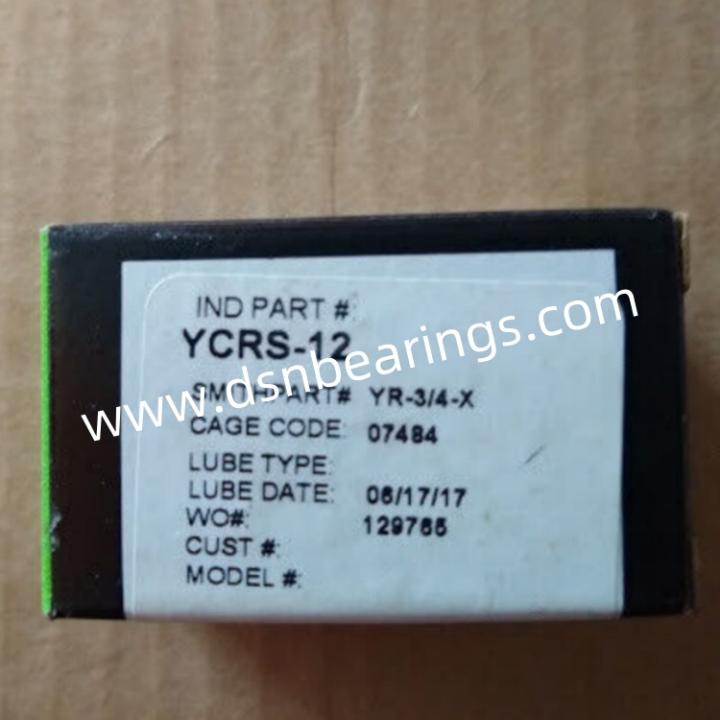 IND PART #:
YCRS-12
SMITHPART# YR-3/4-X
CAGE CODE: 07484
LUBE TYPE:
LUBE DATE: 06/17/17
WO#: 129765
CUST #:
MODEL #:
www.dsnbearings.com